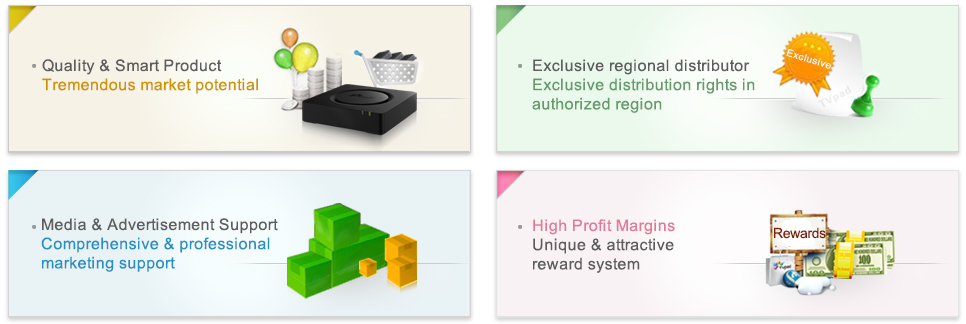 Quality & Smart Product
Tremendous market potential
Exclusive regional distributor
Exclusive distribution rights in
authorized region
Exclusive
TVpad
Media & Advertisement Support
Comprehensive & professional
marketing support
High Profit Margins
Unique & attractive
reward system
Rewards
100